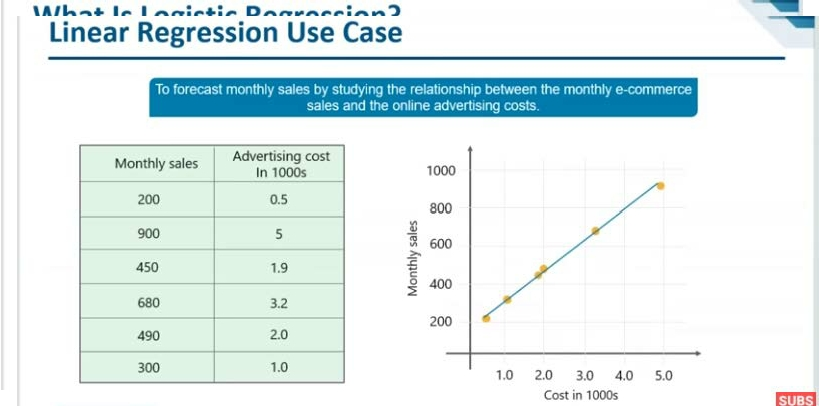 What Is Logistic Regression?
Linear Regression Use Case
To forecast monthly sales by studying the relationship between the monthly e-commerce
sales and the online advertising costs.
Monthly sales
Advertising cost
In 1000s
200 0.5
900 5
450 1.9
680 3.2
490 2.0
300 1.0
Monthly sales
1000
800
600
400
200
1.0 2.0 3.0 4.0 5.0
Cost in 1000s
SUBS